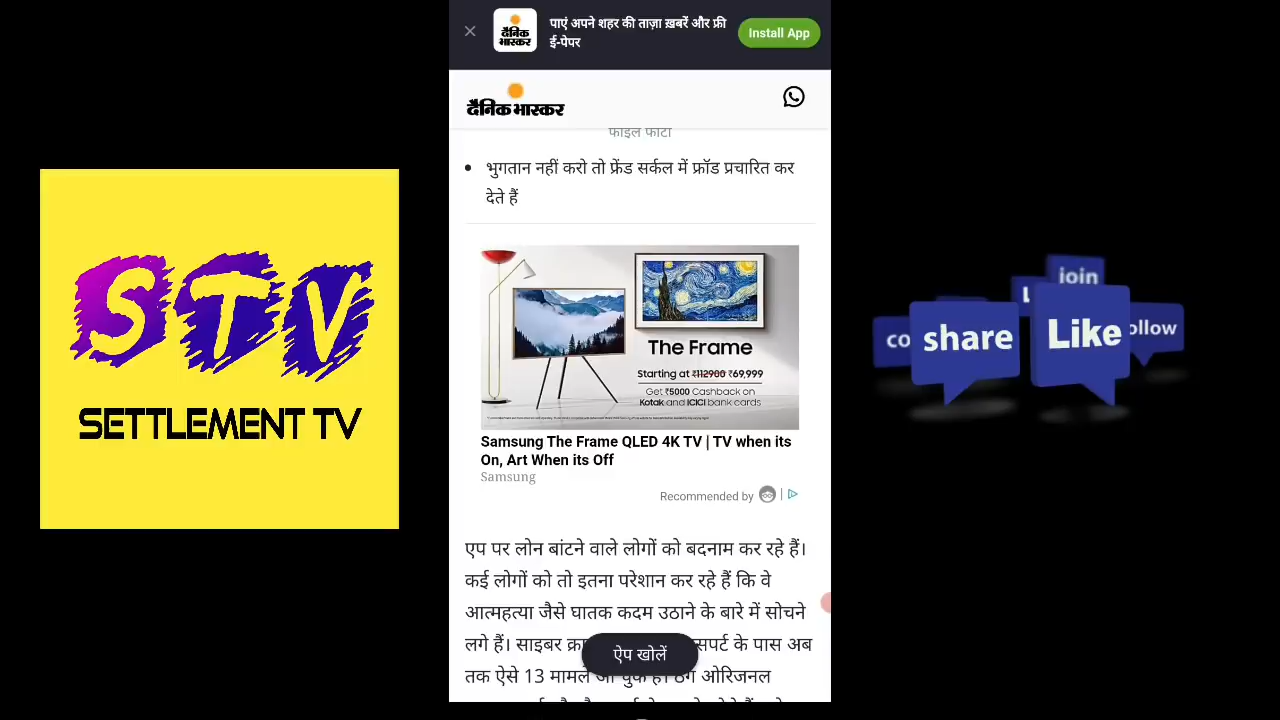 पाएं अपने शहर की ताज़ा ख़बरें और फ्री
ई-पेपर
दैनिक
भास्कर
Install App
दैनिक भास्कर
फाइल फोटो
भुगतान नहीं करो तो फ्रेंड सर्कल में फ्रॉड प्रचारित कर
देते हैं
The Frame
Starting at ₹112900 ₹69,999
Get ₹5000 Cashback on
Kotak and ICICI bank cards
Samsung The Frame QLED 4K TV | TV when its
On, Art When its Off
Samsung
Recommended by
एप पर लोन बांटने वाले लोगों को बदनाम कर रहे हैं।
कई लोगों को तो इतना परेशान कर रहे हैं कि वे
आत्महत्या जैसे घातक कदम उठाने के बारे में सोचने
लगे हैं। साइबर के पास अब
तक ऐसे 13 मामले ओरिजनल
ऐप खोलें
STV
SETTLEMENT TV
join
share
Like